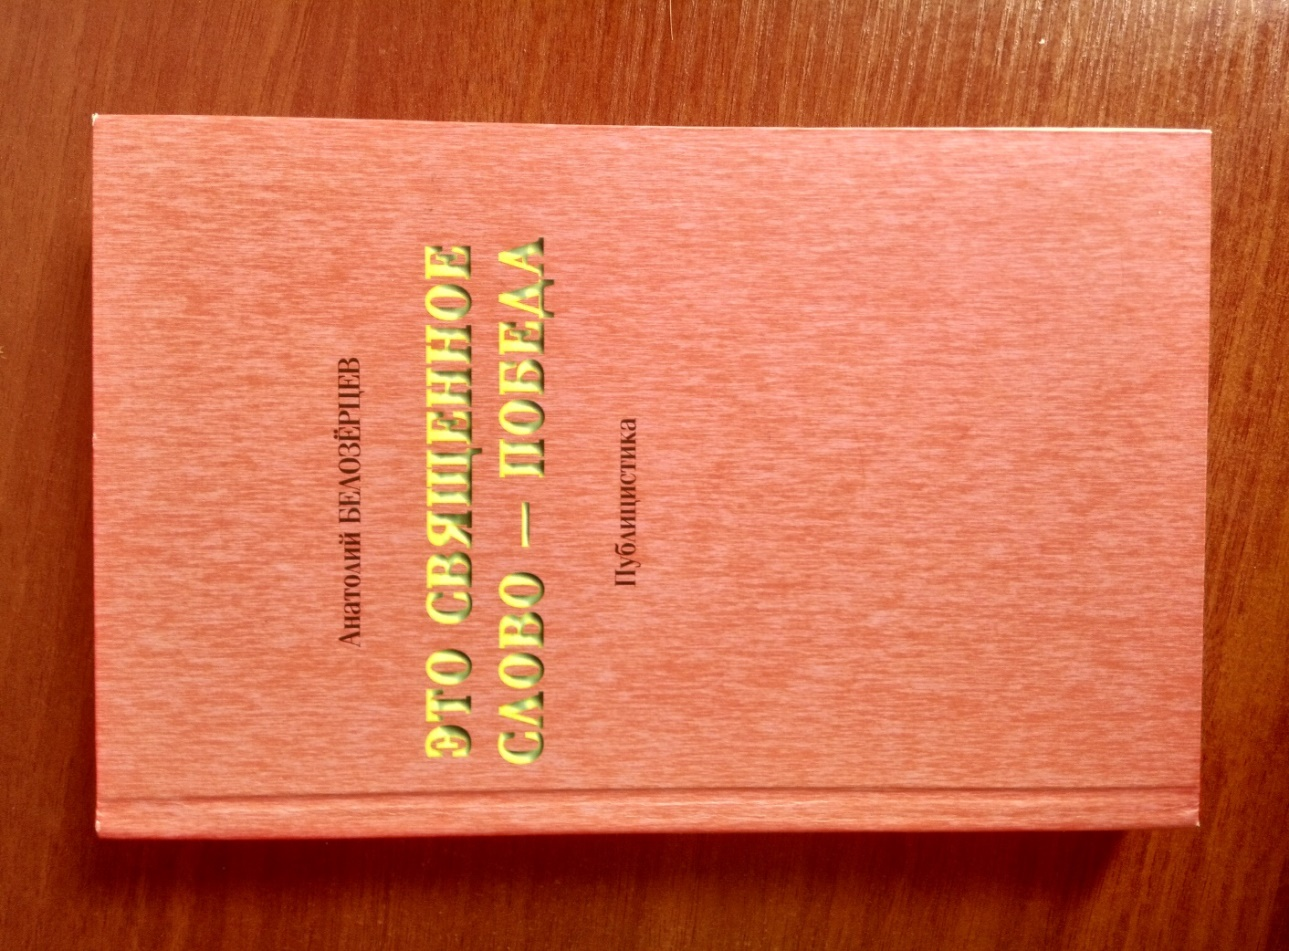 Анатолий БЕЛОЗЁРЦЕВ
ЭТО СВЯЩЕННОЕ
СЛОВО — ПОБЕДА
Публицистика